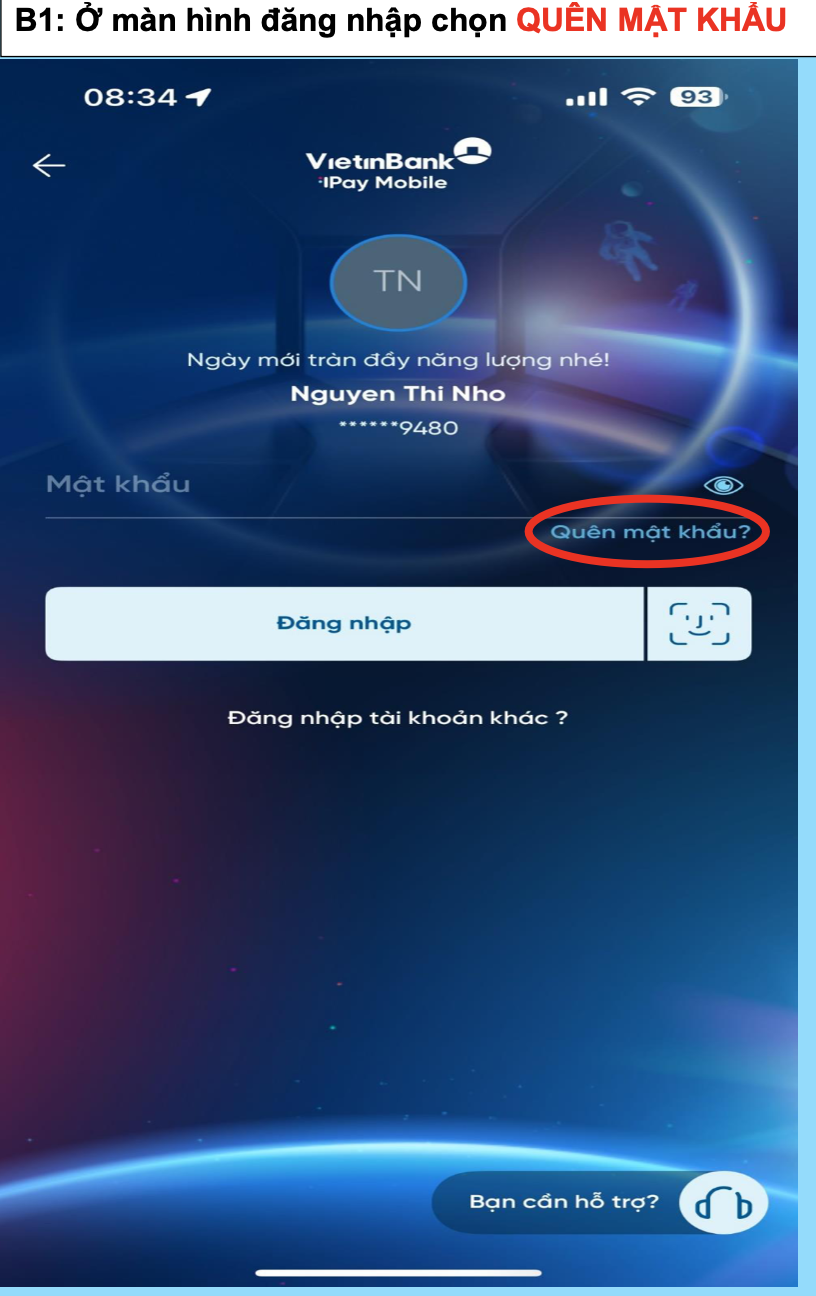 B1: Ở màn hình đăng nhập chọn QUÊN MẬT KHẨU
08:34 93
VietinBank
iPay Mobile
TN
Ngày mới tràn đầy năng lượng nhé!
Nguyen Thi Nho
******9480
Mật khẩu
Quên mật khẩu?
Đăng nhập
Đăng nhập tài khoản khác ?
Bạn cần hỗ trợ?